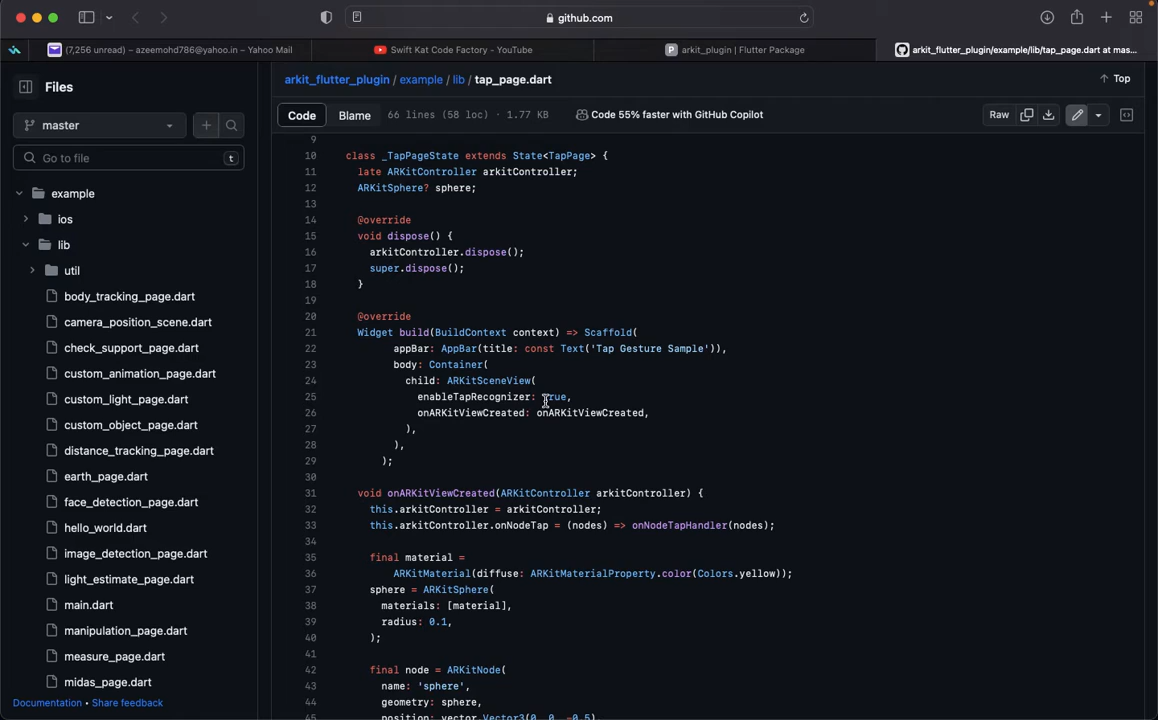 github.com
(7,256 unread) – azeemohd786@yahoo.in – Yahoo Mail
Swift Kat Code Factory - YouTube
arkit_plugin | Flutter Package
arkit_flutter_plugin/example/lib/tap_page.dart at mas...
Files
arkit_flutter_plugin / example / lib / tap_page.dart
Top
Code
Blame
66 lines (58 loc) · 1.77 KB
Code 55% faster with GitHub Copilot
Raw
master
Go to file
t
example
ios
lib
util
body_tracking_page.dart
camera_position_scene.dart
check_support_page.dart
custom_animation_page.dart
custom_light_page.dart
custom_object_page.dart
distance_tracking_page.dart
earth_page.dart
face_detection_page.dart
hello_world.dart
image_detection_page.dart
light_estimate_page.dart
main.dart
manipulation_page.dart
measure_page.dart
midas_page.dart
Documentation • Share feedback
9
10 class _TapPageState extends State<TapPage> {
11 late ARKitController arkitController;
12 ARKitSphere? sphere;
13
14 @override
15 void dispose() {
16 arkitController.dispose();
17 super.dispose();
18 }
19
20 @override
21 Widget build(BuildContext context) => Scaffold(
22 appBar: AppBar(title: const Text('Tap Gesture Sample')),
23 body: Container(
24 child: ARKitSceneView(
25 enableTapRecognizer: true,
26 onARKitViewCreated: onARKitViewCreated,
27 ),
28 ),
29 );
30
31 void onARKitViewCreated(ARKitController arkitController) {
32 this.arkitController = arkitController;
33 this.arkitController.onNodeTap = (nodes) => onNodeTapHandler(nodes);
34
35 final material =
36 ARKitMaterial(diffuse: ARKitMaterialProperty.color(Colors.yellow));
37 sphere = ARKitSphere(
38 materials: [material],
39 radius: 0.1,
40 );
41
42 final node = ARKitNode(
43 name: 'sphere',
44 geometry: sphere,
45 position: vector.Vector3(0, 0, -0.5),